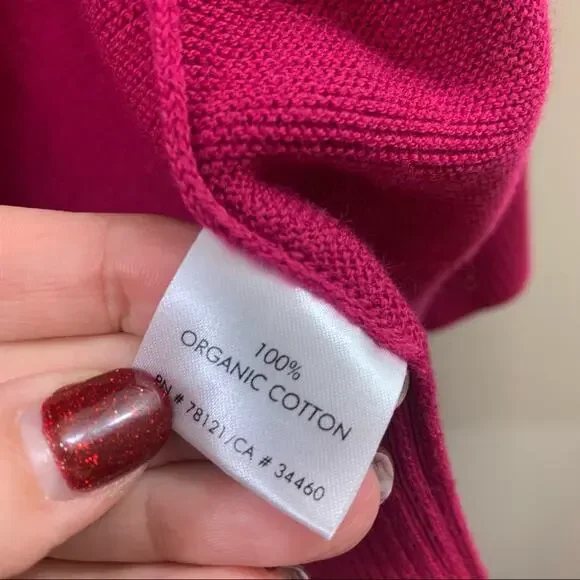 100%
ORGANIC COTTON
RN # 78121/CA # 34460